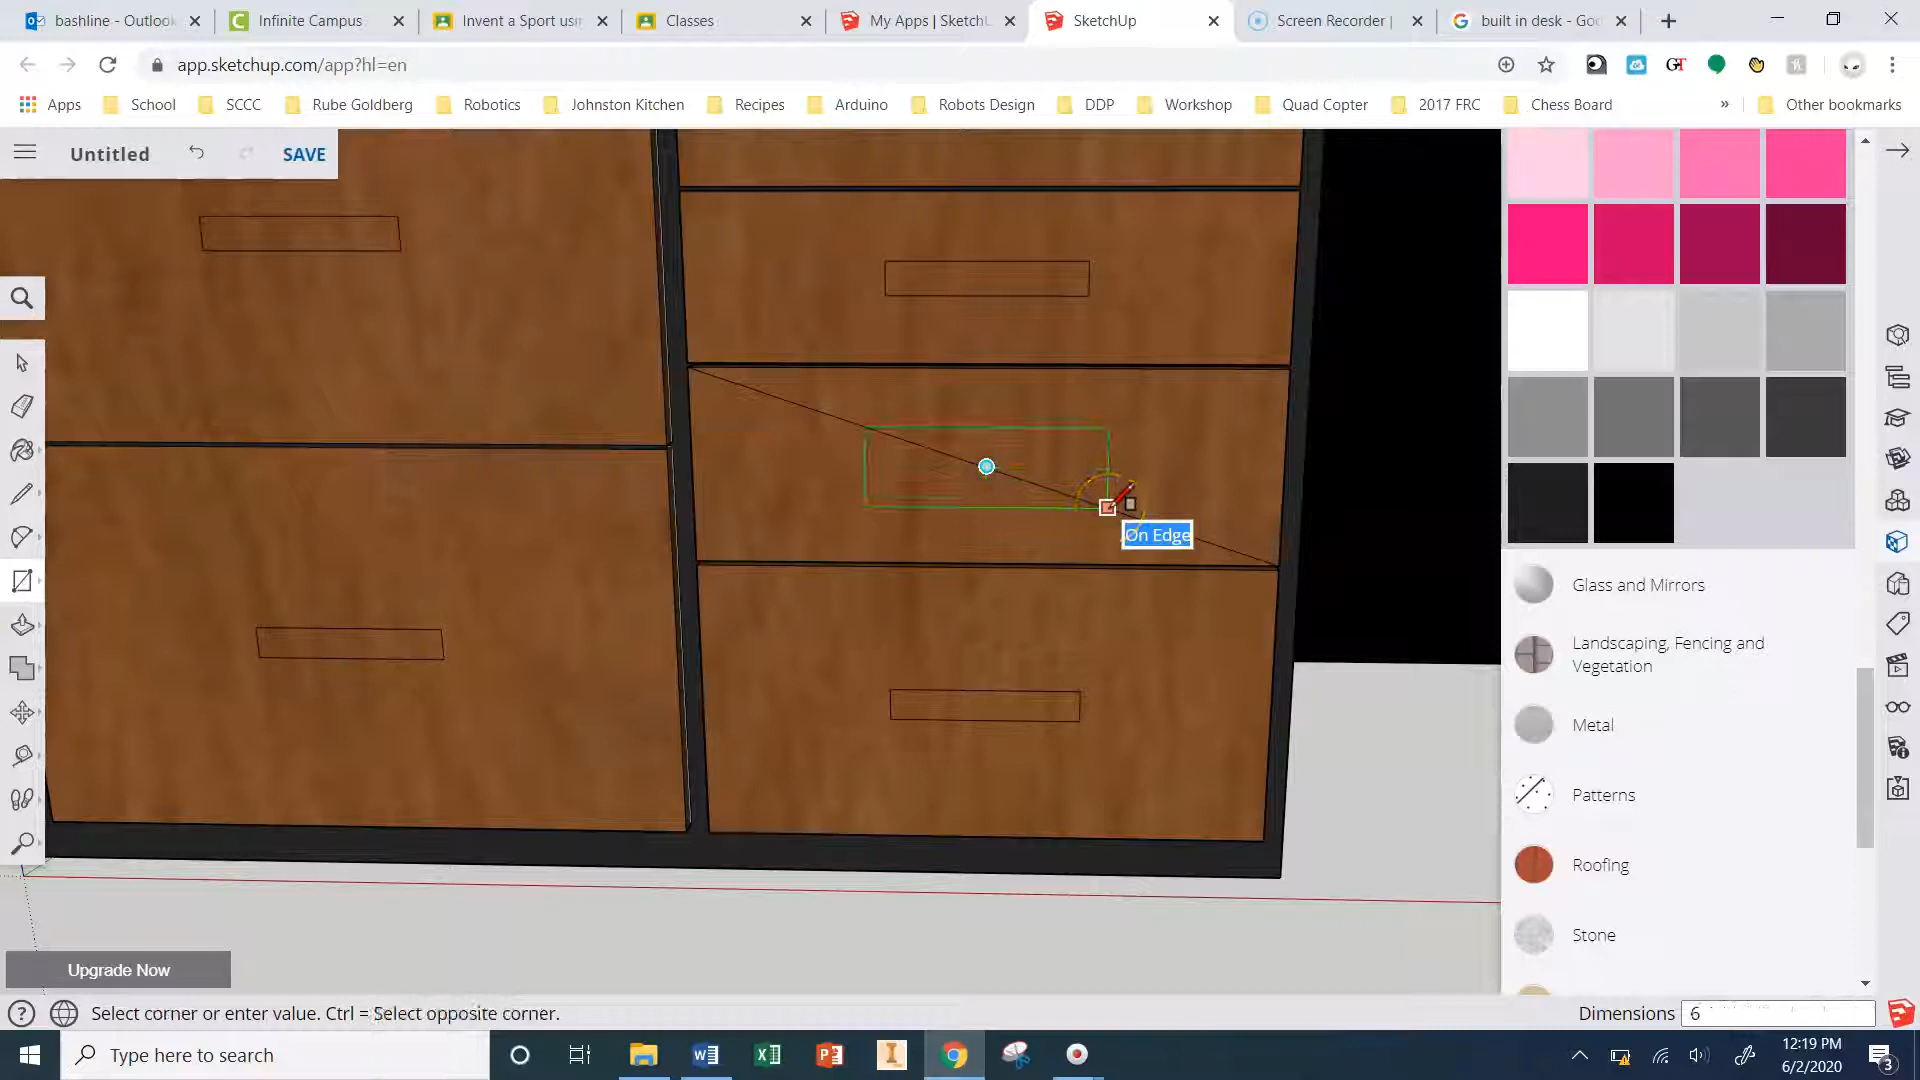 bashline - Outlook
Infinite Campus
Invent a Sport usin
Classes
My Apps | SketchU
SketchUp
Screen Recorder |
built in desk - Goo
app.sketchup.com/app?hl=en
Apps
School
SCCC
Rube Goldberg
Robotics
Johnston Kitchen
Recipes
Arduino
Robots Design
DDP
Workshop
Quad Copter
2017 FRC
Chess Board
»
Other bookmarks
Untitled
SAVE
On Edge
Glass and Mirrors
Landscaping, Fencing and
Vegetation
Metal
Patterns
Roofing
Stone
Upgrade Now
Select corner or enter value. Ctrl = Select opposite corner.
Dimensions 6
Type here to search
12:19 PM
6/2/2020
3